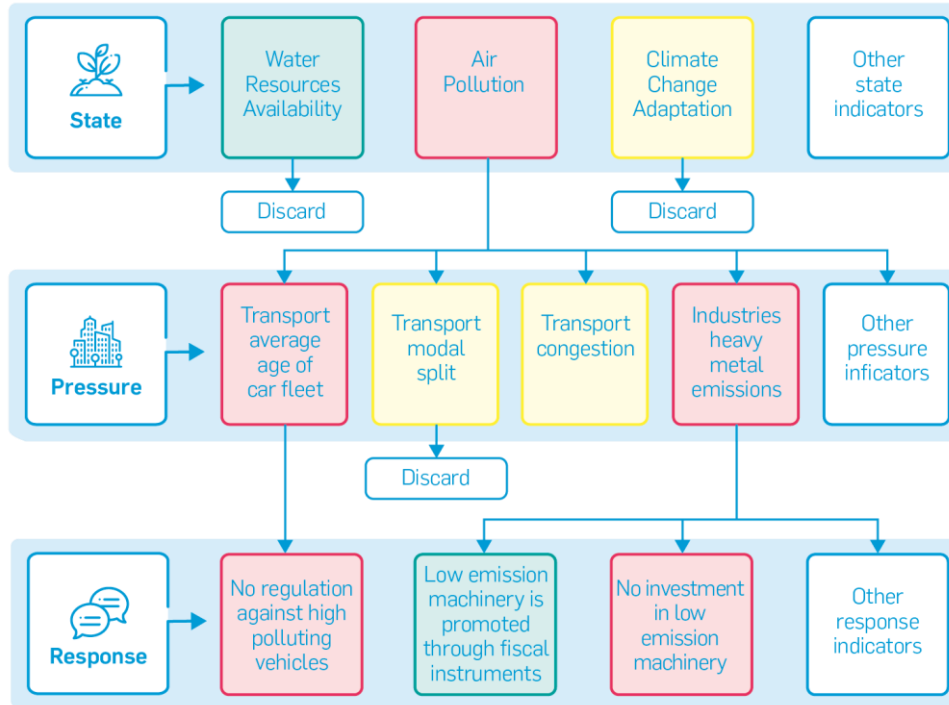 State
Water
Resources
Availability
Air
Pollution
Climate
Change
Adaptation
Other
state
indicators
Discard
Discard
Pressure
Transport
average
age of
car fleet
Transport
modal
split
Transport
congestion
Industries
heavy
metal
emissions
Other
pressure
inficators
Discard
Response
No regulation
against high
polluting
vehicles
Low emission
machinery is
promoted
through fiscal
instruments
No investment
in low
emission
machinery
Other
response
indicators